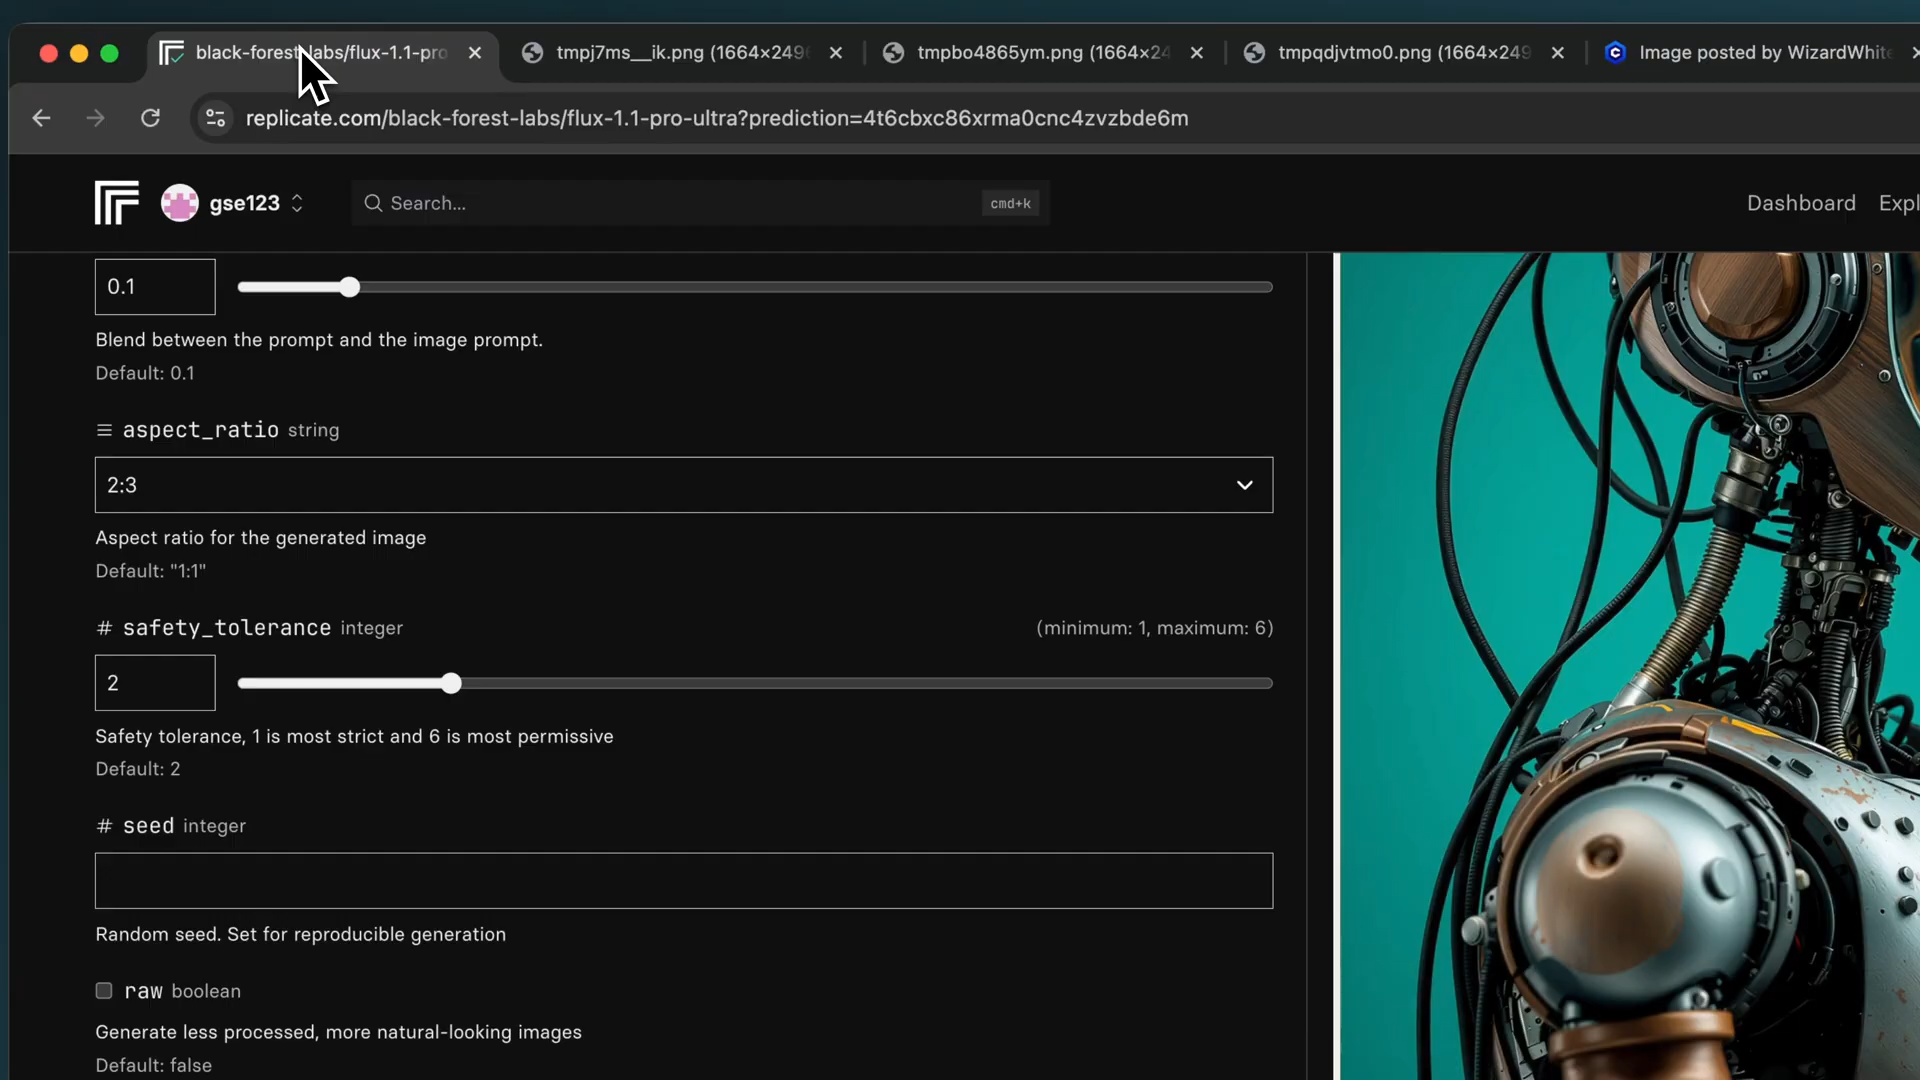 black-forest-labs/flux-1.1-pro
tmpj7ms__ik.png (1664×249
tmpbo4865ym.png (1664×24
tmpqdjvtmo0.png (1664×249
Image posted by WizardWhite
replicate.com/black-forest-labs/flux-1.1-pro-ultra?prediction=4t6cbxc86xrma0cnc4zvzbde6m
gse123
Search...
cmd+k
Dashboard
Expl
0.1
Blend between the prompt and the image prompt.
Default: 0.1
aspect_ratio string
2:3
Aspect ratio for the generated image
Default: "1:1"
# safety_tolerance integer
(minimum: 1, maximum: 6)
2
Safety tolerance, 1 is most strict and 6 is most permissive
Default: 2
# seed integer
Random seed. Set for reproducible generation
raw boolean
Generate less processed, more natural-looking images
Default: false